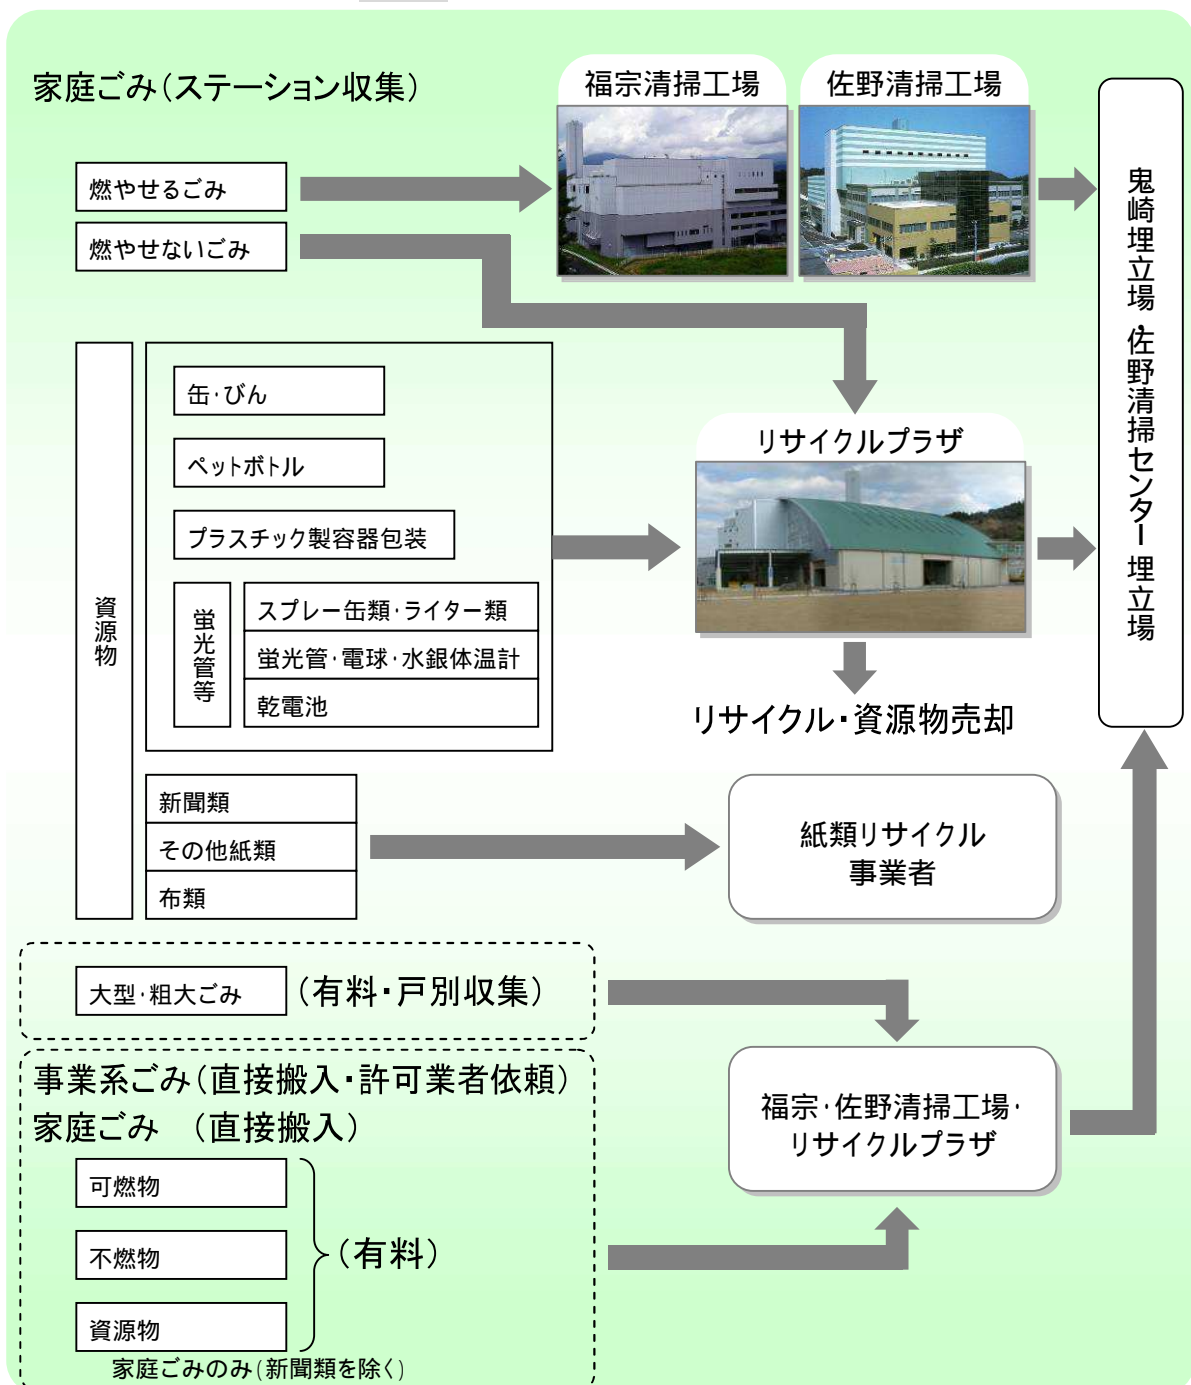 家庭ごみ(ステーション収集)
福宗清掃工場
佐野清掃工場
燃やせるごみ
燃やせないごみ
鬼崎埋立場・佐野清掃センター埋立場
資源物
缶・びん
ペットボトル
プラスチック製容器包装
蛍光管等
スプレー缶類・ライター類
蛍光管・電球・水銀体温計
乾電池
リサイクルプラザ
リサイクル・資源物売却
新聞類
その他紙類
布類
紙類リサイクル
事業者
大型・粗大ごみ
(有料・戸別収集)
事業系ごみ(直接搬入・許可業者依頼)
家庭ごみ (直接搬入)
可燃物
不燃物
資源物
(有料)
家庭ごみのみ(新聞類を除く)
福宗・佐野清掃工場・
リサイクルプラザ